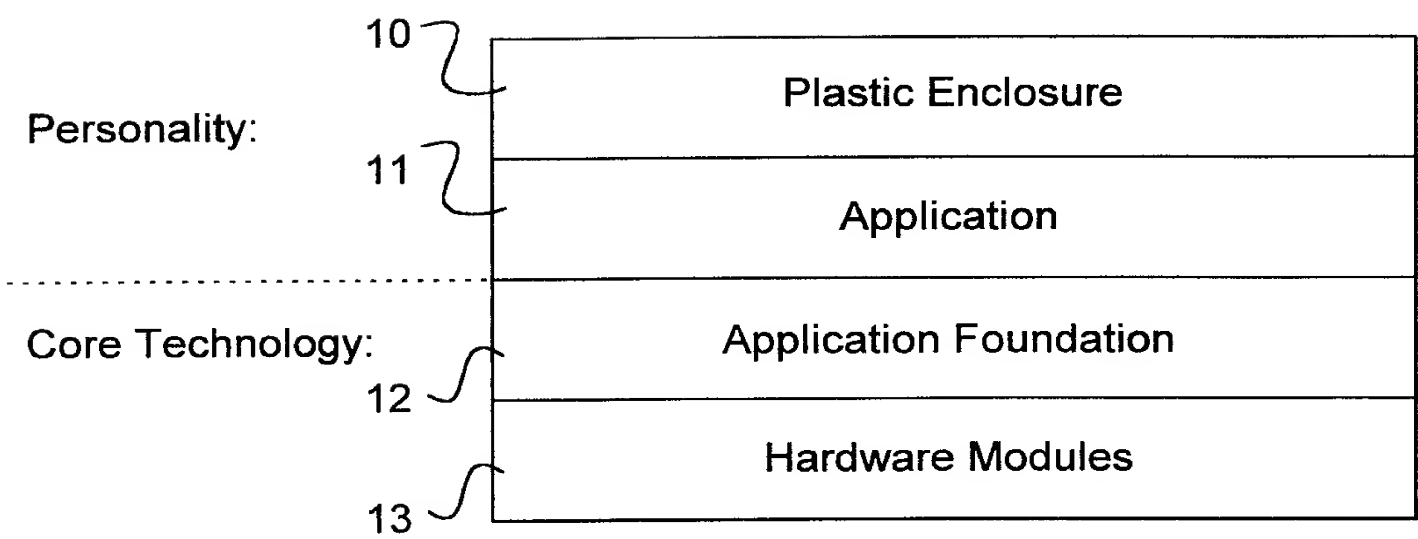 10
Plastic Enclosure
Personality:
11
Application
Core Technology:
Application Foundation
12
Hardware Modules
13